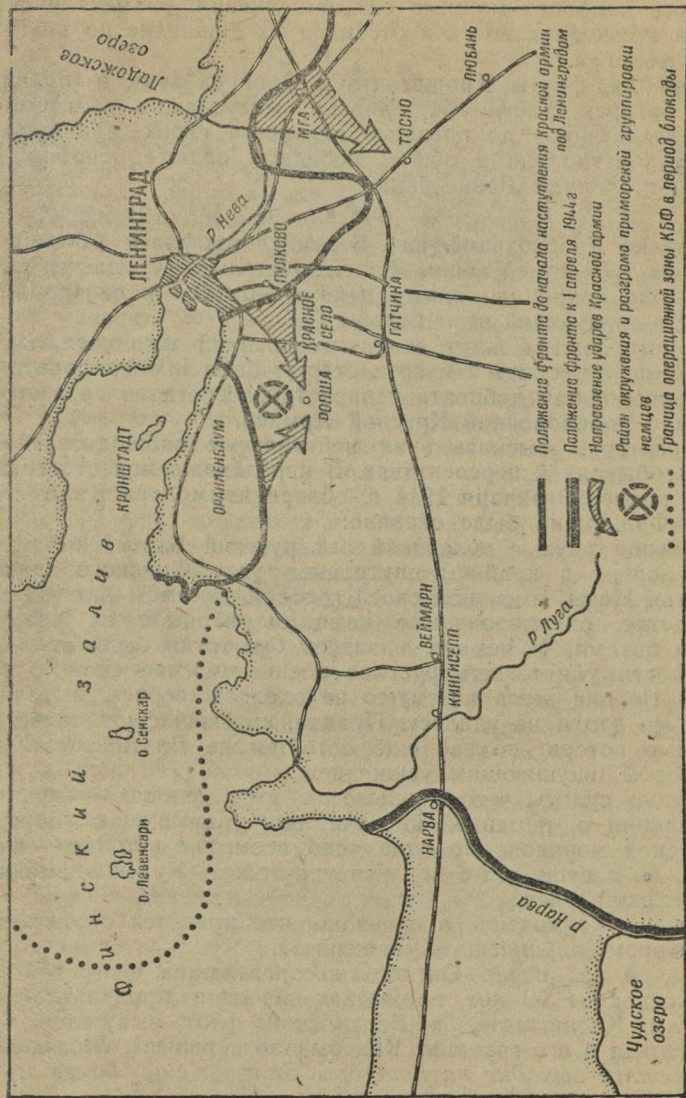 Финский залив
о. Лавенсари
о Сейскар
КРОНШТАДТ
Ладожское
озеро
ЛЕНИНГРАД
р Нева
ПУЛКОВО
КРАСНОЕ
СЕЛО
ОРАНИЕНБАУМ
РОПША
МГА
ТОСНО
ЛЮБАНЬ
ГАТЧИНА
ВЕЙМАРН
КИНГИСЕПП
р Луга
НАРВА
р Нарва
Чудское
озеро
Положение фронта до начала наступления Красной армии
под Ленинградом
Положение фронта к 1 апреля 1944 г
Направление ударов Красной армии
Район окружения и разгрома приморской группировки
немцев
Граница операционной зоны КБФ в период блокады